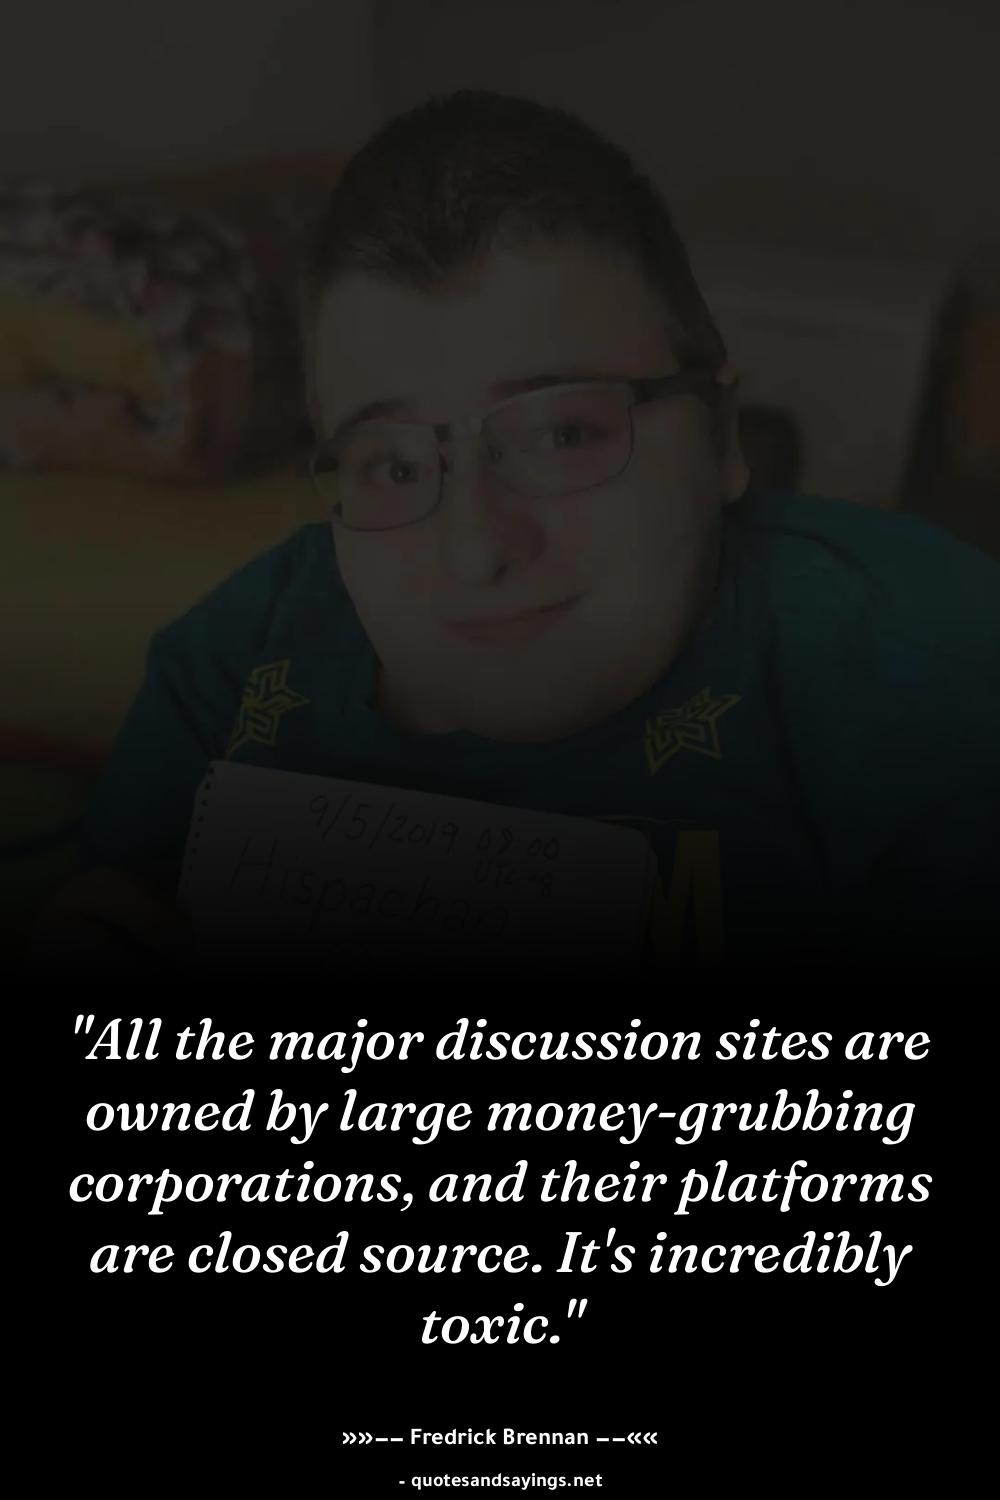 9/5/2019 09:00
UTC+8
Hispachan
M
"All the major discussion sites are
owned by large money-grubbing
corporations, and their platforms
are closed source. It's incredibly
toxic."
»»−− Fredrick Brennan −−««
- quotesandsayings.net